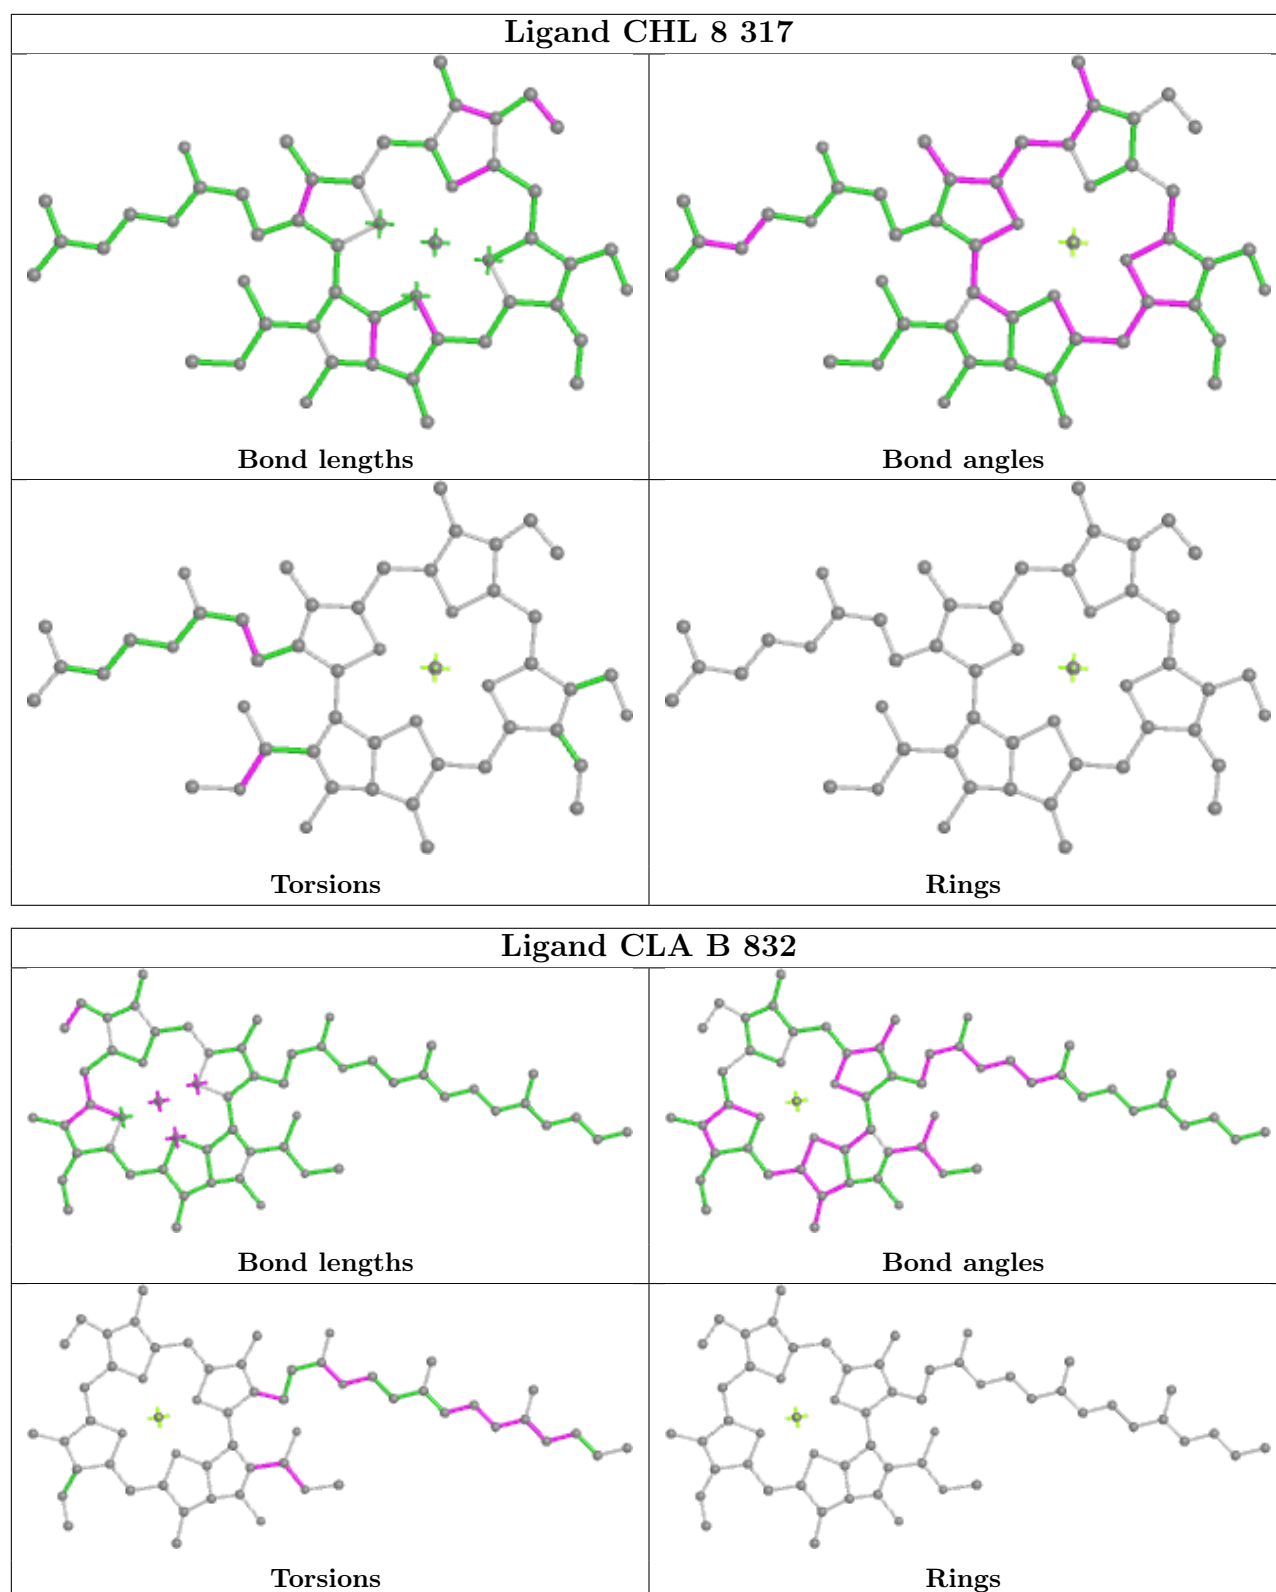 Ligand CHL 8 317
Bond lengths
Bond angles
Torsions
Rings
Ligand CLA B 832
Bond lengths
Bond angles
Torsions
Rings